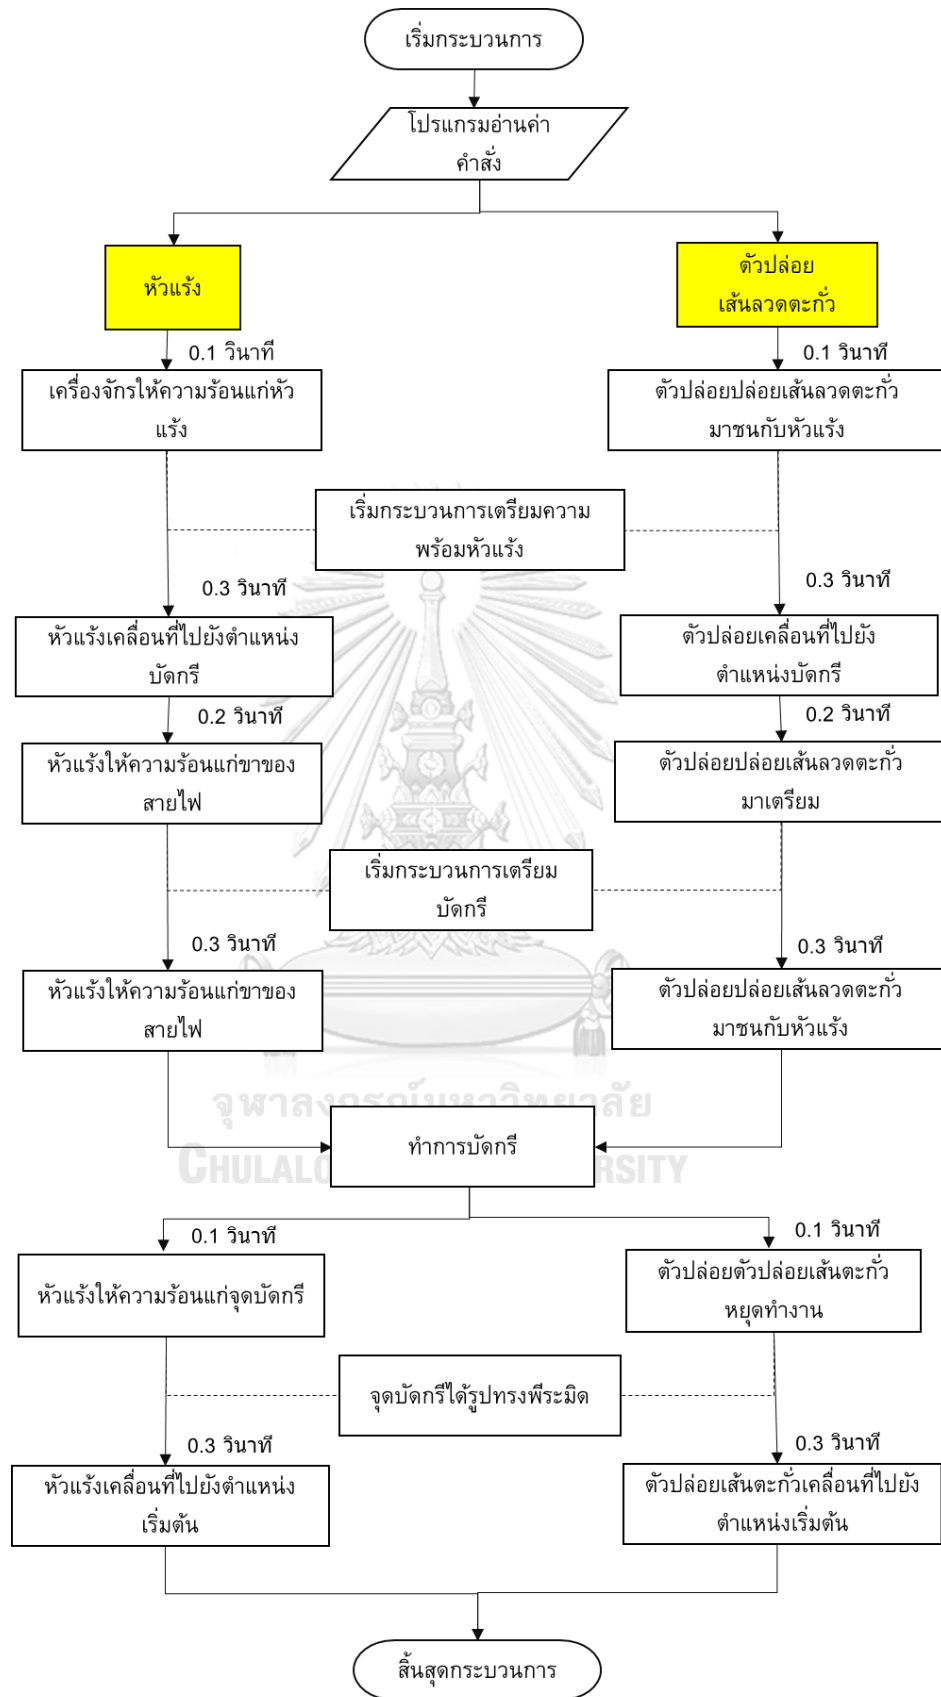 เริ่มกระบวนการ
โปรแกรมอ่านค่า
คำสั่ง
หัวแร้ง
ตัวปล่อย
เส้นลวดตะกั่ว
0.1 วินาที
0.1 วินาที
เครื่องจักรให้ความร้อนแก่หัว
แร้ง
ตัวปล่อยปล่อยเส้นลวดตะกั่ว
มาชนกับหัวแร้ง
เริ่มกระบวนการเตรียมความ
พร้อมหัวแร้ง
0.3 วินาที
0.3 วินาที
หัวแร้งเคลื่อนที่ไปยังตำแหน่ง
บัดกรี
ตัวปล่อยเคลื่อนที่ไปยัง
ตำแหน่งบัดกรี
0.2 วินาที
0.2 วินาที
หัวแร้งให้ความร้อนแก่ขาของ
สายไฟ
ตัวปล่อยปล่อยเส้นลวดตะกั่ว
มาเตรียม
เริ่มกระบวนการเตรียม
บัดกรี
0.3 วินาที
0.3 วินาที
หัวแร้งให้ความร้อนแก่ขาของ
สายไฟ
ตัวปล่อยปล่อยเส้นลวดตะกั่ว
มาชนกับหัวแร้ง
ทำการบัดกรี
0.1 วินาที
0.1 วินาที
หัวแร้งให้ความร้อนแก่จุดบัดกรี
ตัวปล่อยตัวปล่อยเส้นตะกั่ว
หยุดทำงาน
จุดบัดกรีได้รูปทรงพีระมิด
0.3 วินาที
0.3 วินาที
หัวแร้งเคลื่อนที่ไปยังตำแหน่ง
เริ่มต้น
ตัวปล่อยเส้นตะกั่วเคลื่อนที่ไปยัง
ตำแหน่งเริ่มต้น
สิ้นสุดกระบวนการ